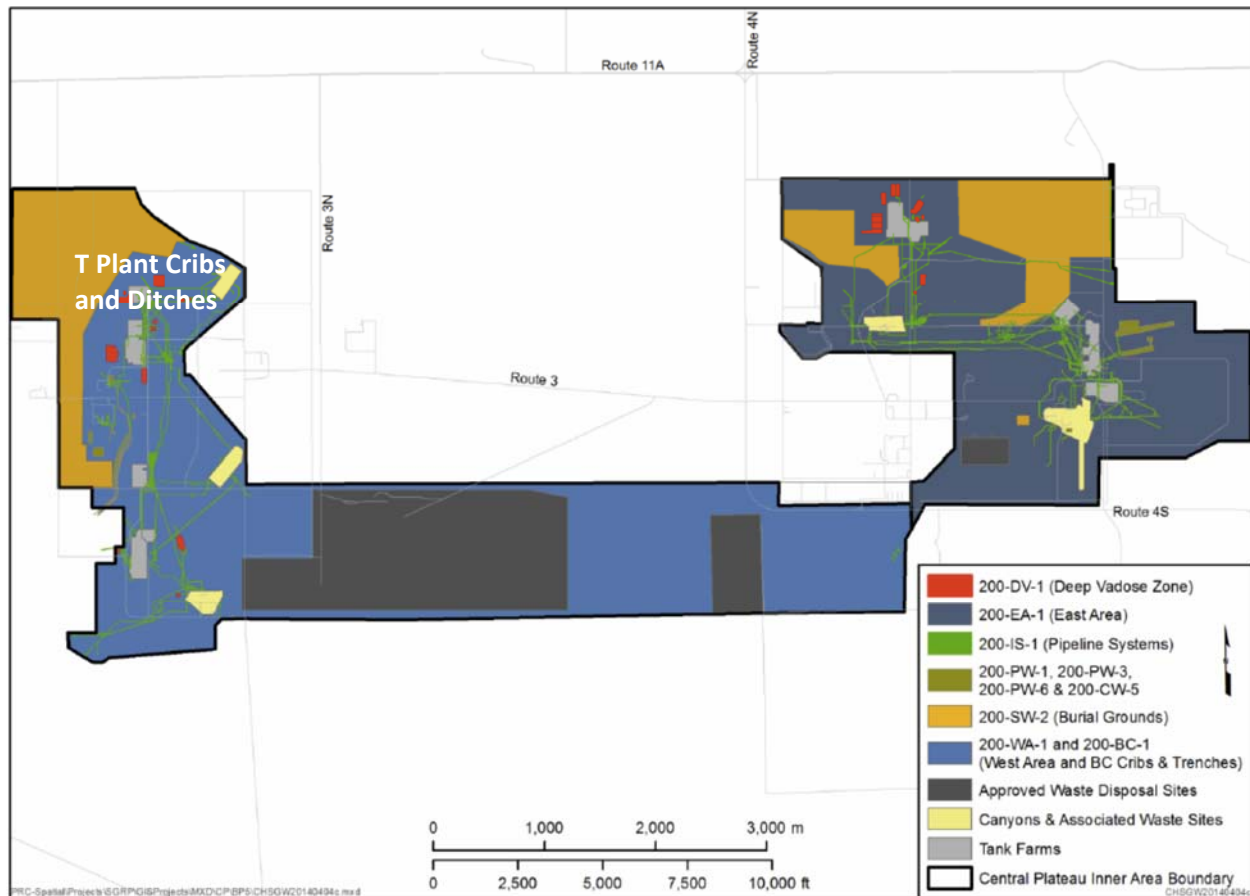 Route 11A
Route 4N
Route 3N
T Plant Cribs
and Ditches
Route 3
Route 4S
200-DV-1 (Deep Vadose Zone)
200-EA-1 (East Area)
200-IS-1 (Pipeline Systems)
200-PW-1, 200-PW-3,
200-PW-6 & 200-CW-5
200-SW-2 (Burial Grounds)
200-WA-1 and 200-BC-1
(West Area and BC Cribs & Trenches)
Approved Waste Disposal Sites
Canyons & Associated Waste Sites
Tank Farms
Central Plateau Inner Area Boundary
0 1,000 2,000 3,000 m
0 2,500 5,000 7,500 10,000 ft